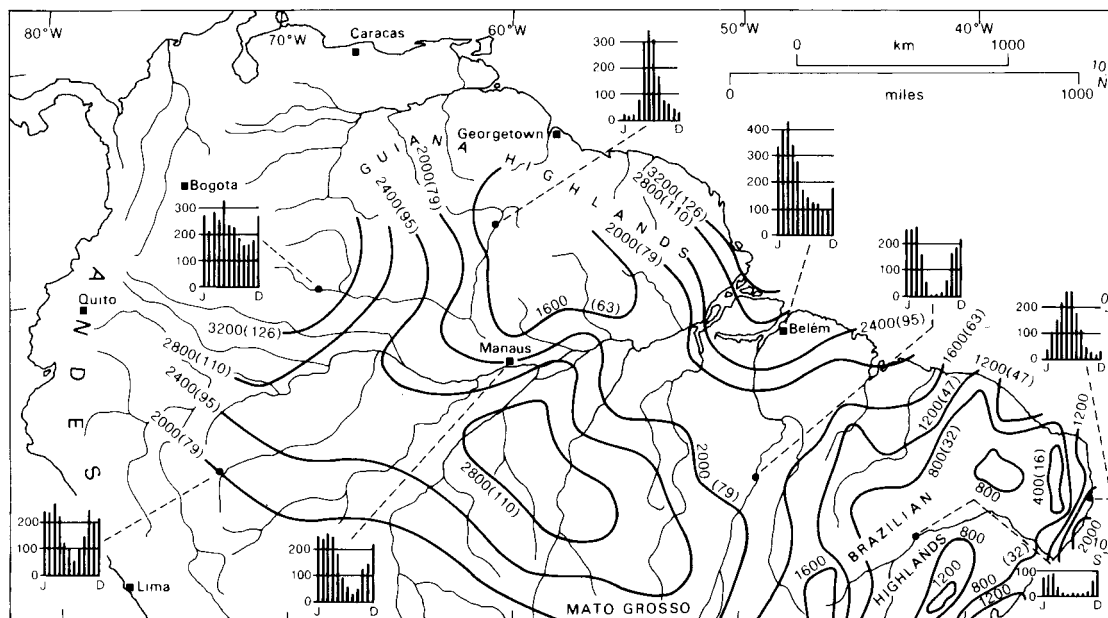 80°W
70°W
60°W
50°W
40°W
Caracas
0
1000
km
0
1000
miles
10
N
300
200
100
0
J
D
Georgetown
GUIANA
HIGHLANDS
2000(79)
2400(95)
3200(126)
2800(110)
2000(79)
400
300
200
100
0
J
D
Bogota
300
200
100
0
J
D
200
100
0
J
D
0
200
100
0
J
D
ANDES
Quito
3200(126)
2800(110)
2400(95)
2000(79)
1600
(63)
Manaus
Belém
2400(95)
1600(63)
1200(47)
1200(47)
1200
800(32)
800
400(16)
2000
(79)
2800(110)
200
100
0
J
D
Lima
200
100
0
J
D
MATO GROSSO
BRAZILIAN
HIGHLANDS
1600
800
1200
800
(32)
1200
2000
10
S
100
0
J
D